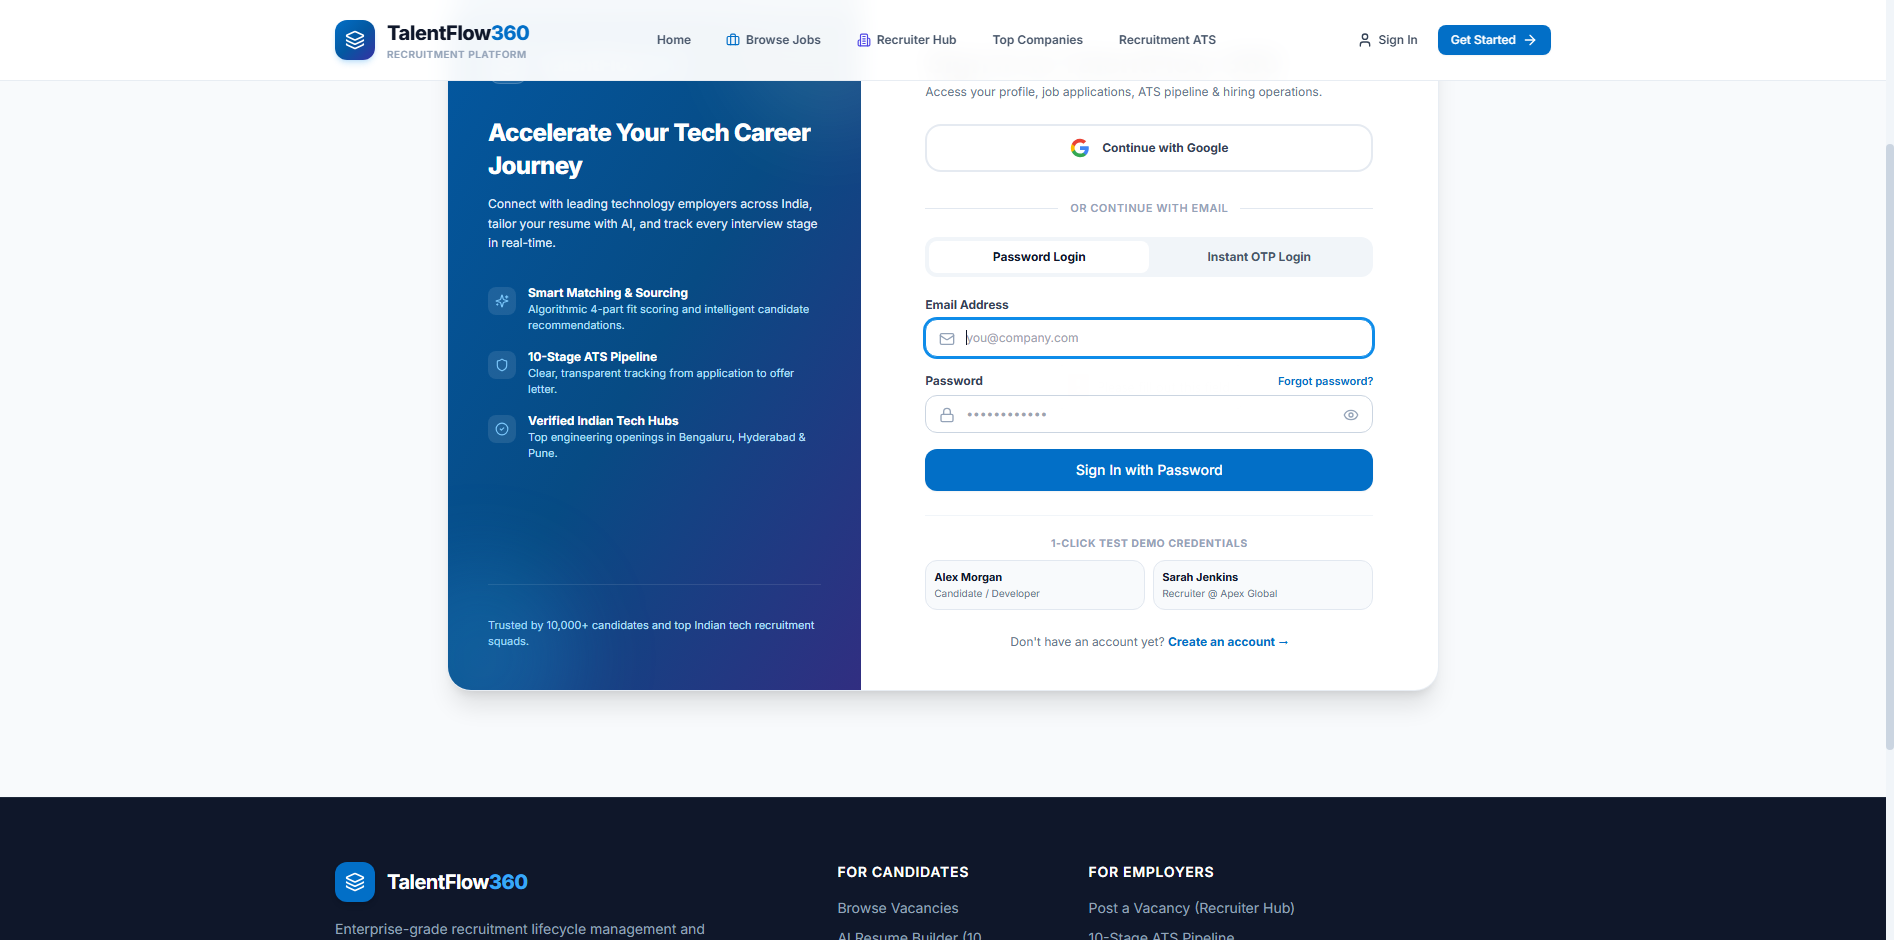 TalentFlow360
RECRUITMENT PLATFORM
Home
Browse Jobs
Recruiter Hub
Top Companies
Recruitment ATS
Sign In
Get Started
Accelerate Your Tech Career
Journey
Connect with leading technology employers across India,
tailor your resume with AI, and track every interview stage
in real-time.
Smart Matching & Sourcing
Algorithmic 4-part fit scoring and intelligent candidate
recommendations.
10-Stage ATS Pipeline
Clear, transparent tracking from application to offer
letter.
Verified Indian Tech Hubs
Top engineering openings in Bengaluru, Hyderabad &
Pune.
Trusted by 10,000+ candidates and top Indian tech recruitment
squads.
Access your profile, job applications, ATS pipeline & hiring operations.
Continue with Google
OR CONTINUE WITH EMAIL
Password Login
Instant OTP Login
Email Address
you@company.com
Password
Forgot password?
••••••••••••
Sign In with Password
1-CLICK TEST DEMO CREDENTIALS
Alex Morgan
Candidate / Developer
Sarah Jenkins
Recruiter @ Apex Global
Don't have an account yet? Create an account →
TalentFlow360
Enterprise-grade recruitment lifecycle management and
FOR CANDIDATES
Browse Vacancies
AI Resume Builder (10
FOR EMPLOYERS
Post a Vacancy (Recruiter Hub)
10-Stage ATS Pipeline